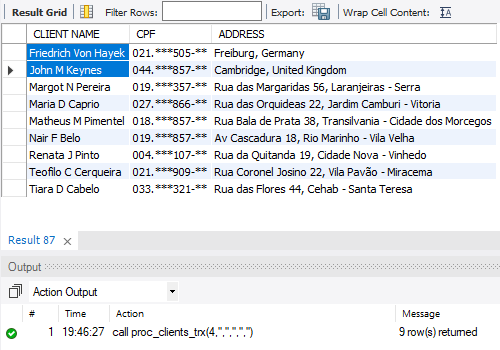 Result Grid Filter Rows: Export: Wrap Cell Content:
CLIENT NAME CPF ADDRESS
Friedrich Von Hayek 021.***505-** Freiburg, Germany
John M Keynes 044.***857-** Cambridge, United Kingdom
Margot N Pereira 019.***357-** Rua das Margaridas 56, Laranjeiras - Serra
Maria D Caprio 027.***866-** Rua das Orquideas 22, Jardim Camburi - Vitoria
Matheus M Pimentel 018.***857-** Rua Bala de Prata 38, Transilvania - Cidade dos Morcegos
Nair F Belo 019.***857-** Av Cascadura 18, Rio Marinho - Vila Velha
Renata J Pinto 004.***107-** Rua da Quitanda 19, Cidade Nova - Vinhedo
Teofilo C Cerqueira 021.***909-** Rua Coronel Josino 22, Vila Pavão - Miracema
Tiara D Cabelo 033.***321-** Rua das Flores 44, Cehab - Santa Teresa
Result 87 ×
Output
Action Output
# Time Action Message
1 19:46:27 call proc_clients_trx(4,'','','','','') 9 row(s) returned